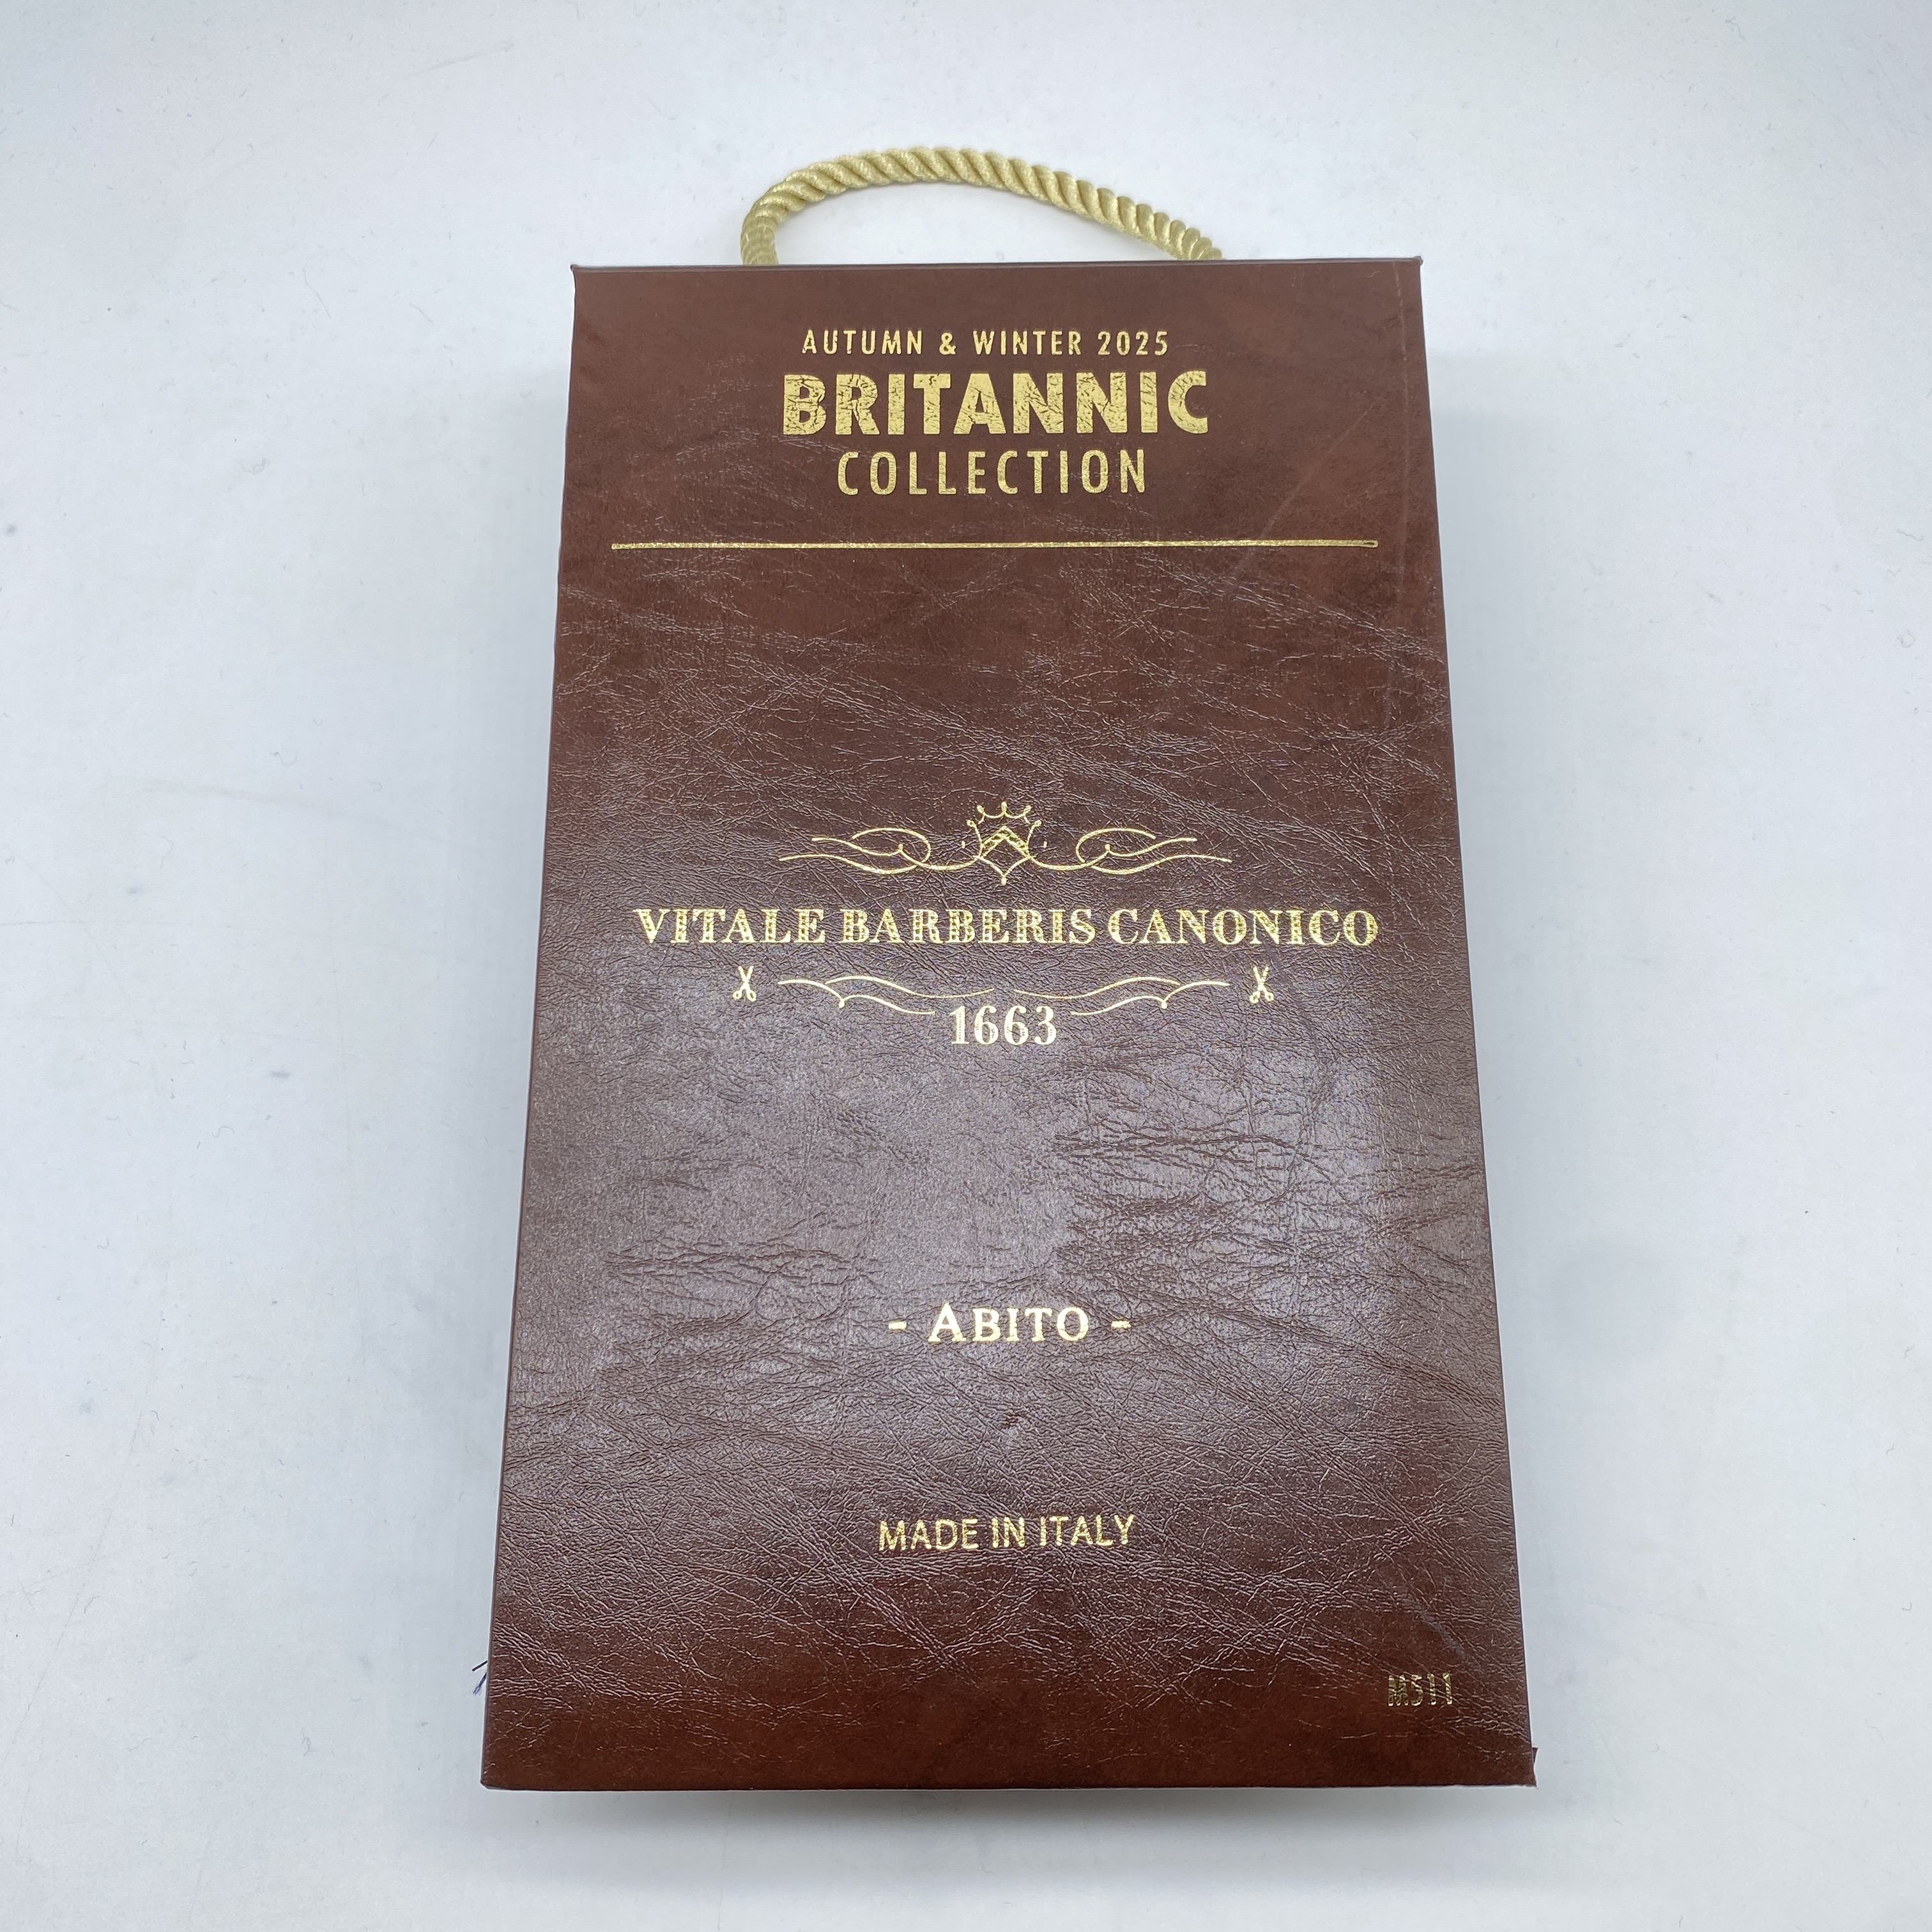 AUTUMN & WINTER 2025
BRITANNIC
COLLECTION
VITALE BARBERIS CANONICO
1663
- ABITO -
MADE IN ITALY
M511